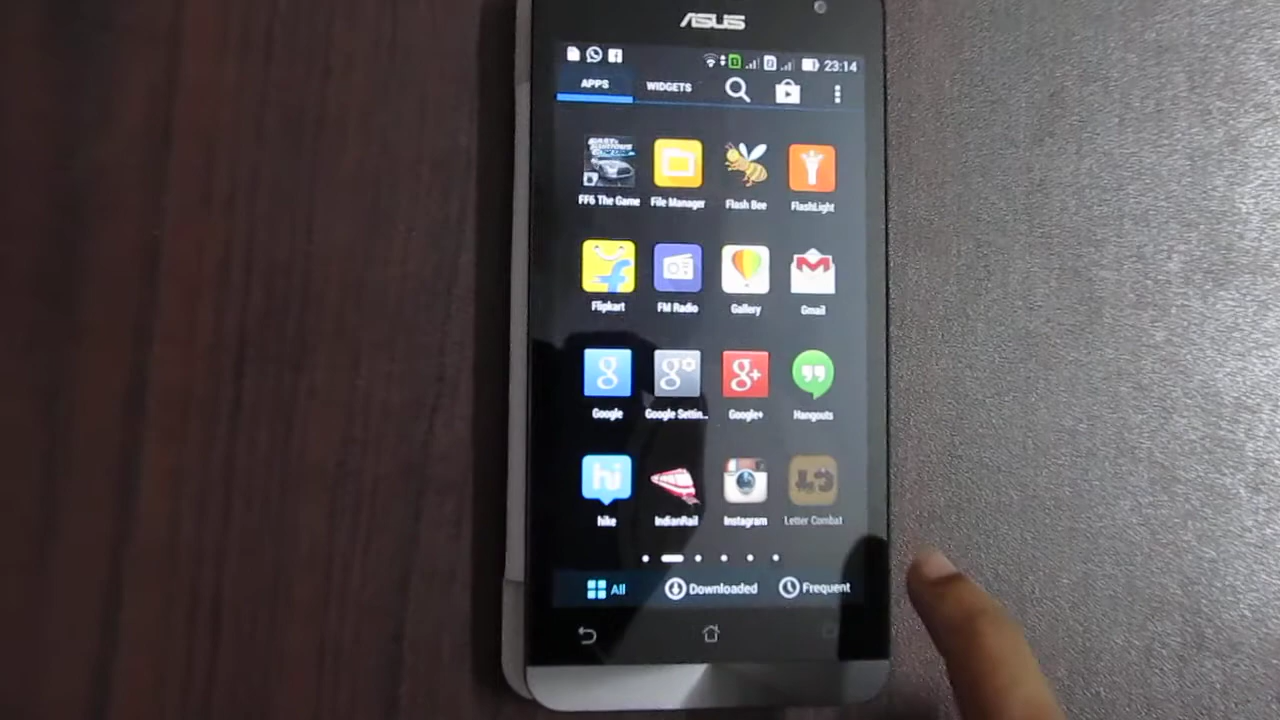 ASUS
23:14
APPS WIDGETS
FF6 The Game File Manager Flash Bee FlashLight
Flipkart FM Radio Gallery Gmail
g g g+
Google Google Settin.. Google+ Hangouts
hi
hike IndianRail Instagram Letter Combat
All Downloaded Frequent